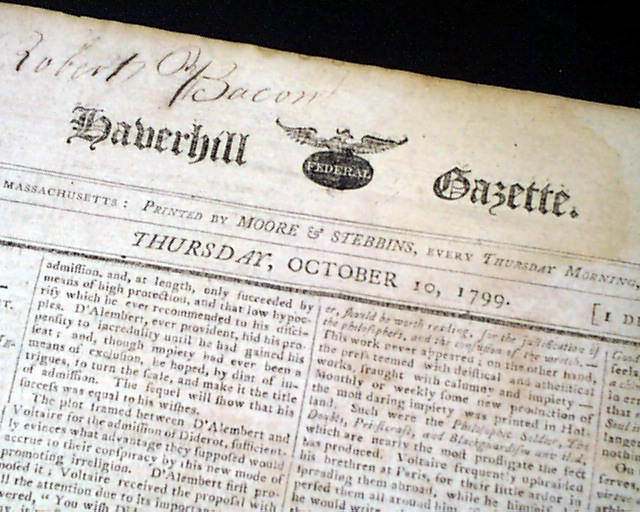 Robert B Bacon
Haverhill FEDERAL Gazette.
MASSACHUSETTS: PRINTED BY MOORE & STEBBINS, EVERY THURSDAY MORNING
THURSDAY, OCTOBER 10, 1799.
[1 D
admiſſion, and, at length, only ſucceeded by
means of high protection, and that low hypoc-
riſy which he ever recommended to his diſci-
ples. D'Alembert, ever provident, hid his pro-
penſity to incredulity until he had gained his
ſeat; and, though impiety had ever been a
means of excluſion, he hoped, by dint of in-
trigues, to turn the ſcale, and make it the title
of admiſſion. The ſequel will ſhow that his
ſucceſs was equal to his wiſhes.
The plot framed between D'Alembert and
Voltaire for the admiſſion of Diderot, ſufficient-
ly evinces what advantage they ſuppoſed would
accrue to their conſpiracy by this new mode of
promoting irreligion. D'Alembert firſt pro-
poſed it; Voltaire received the propoſal with
all the attention due to its importance
"You wiſh
er, ſhould he worth reading, for the juſtification of
the philoſophers, and the confuſion of the wretch.—
This work never appeared; on the other hand,
the preſs teemed with deiſtical and atheiſtical
works, fraught with calumny and impiety—
Monthly or weekly ſome new production of
the moſt daring impiety was printed in Hol-
land. Such were the Philoſopher Soldier, The
Doubts, Prieſtcraft, and Blackguardiſm
which are nearly the moſt profligate the ſect
has produced. Voltaire frequently
his brethren at Paris, for their little ardor in
ſpreading them abroad, while he himſelf
perſed them all around him
he would write